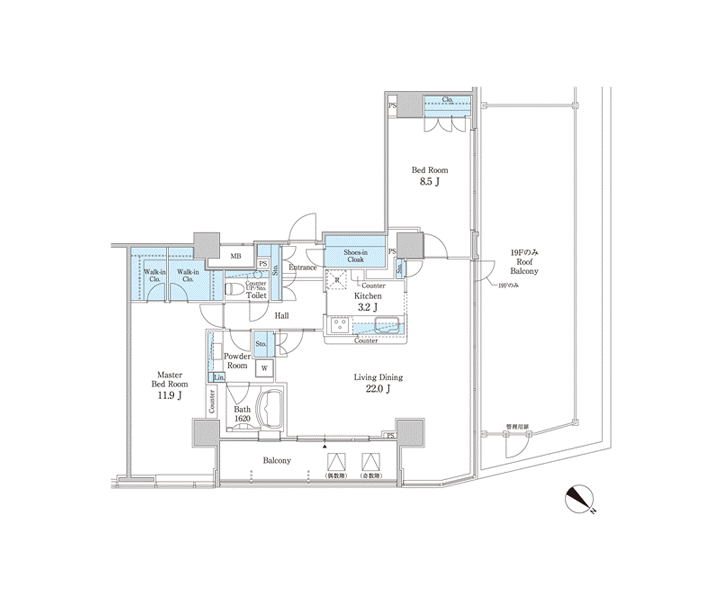 PS
Clo.
Bed Room
8.5 J
19Fのみ
Roof
Balcony
19Fのみ
MB
PS
Sto.
Entrance
Shoes-in
Cloak
PS
Sto.
Walk-in
Clo.
Walk-in
Clo.
Counter
UP/Sto.
Toilet
R
Counter
Kitchen
3.2 J
Hall
Counter
Powder
Room
Sto.
W
Lin.
Master
Bed Room
11.9 J
Living Dining
22.0 J
Counter
Bath
1620
PS
管理用扉
Balcony
(偶数階)
(奇数階)
N